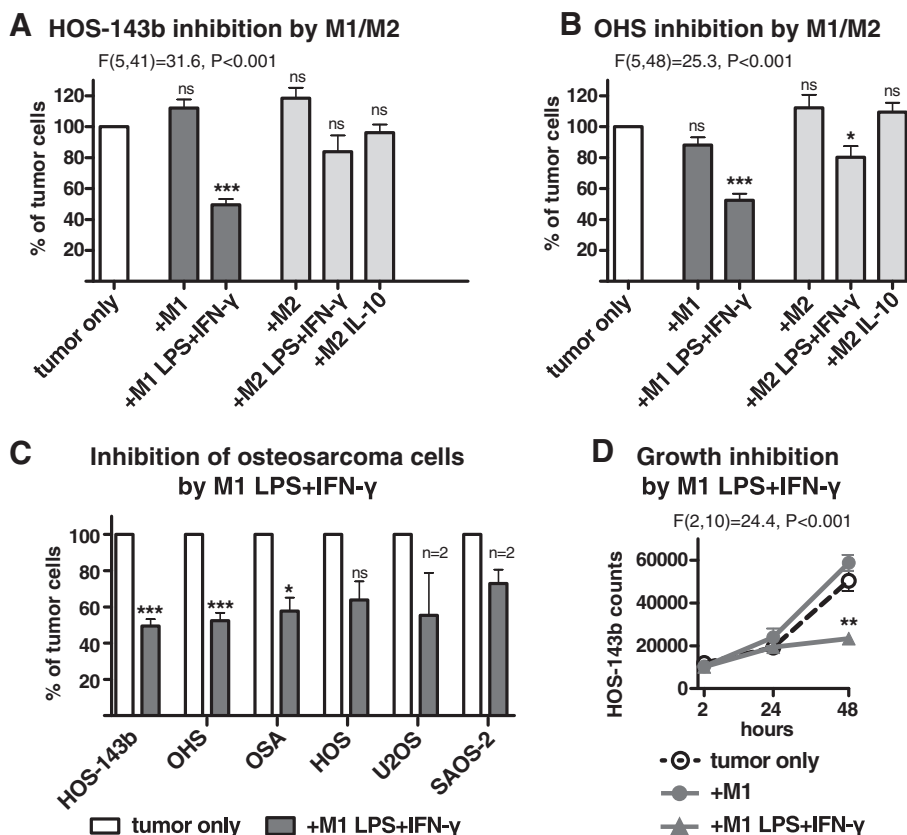 A HOS-143b inhibition by M1/M2
F(5,41)=31.6, P<0.001
% of tumor cells
120
100
80
60
40
20
0
ns
***
ns
ns
ns
tumor only
+M1
+M1 LPS+IFN-γ
+M2
+M2 LPS+IFN-γ
+M2 IL-10
B OHS inhibition by M1/M2
F(5,48)=25.3, P<0.001
% of tumor cells
120
100
80
60
40
20
0
ns
***
ns
*
ns
tumor only
+M1
+M1 LPS+IFN-γ
+M2
+M2 LPS+IFN-γ
+M2 IL-10
C Inhibition of osteosarcoma cells
by M1 LPS+IFN-γ
% of tumor cells
100
80
60
40
20
***
***
*
ns
n=2
n=2
HOS-143b
OHS
OSA
HOS
U2OS
SAOS-2
tumor only
+M1 LPS+IFN-γ
D Growth inhibition
by M1 LPS+IFN-γ
F(2,10)=24.4, P<0.001
HOS-143b counts
60000
40000
20000
0
**
2
24
48
hours
tumor only
+M1
+M1 LPS+IFN-γ